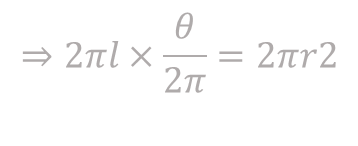 ⇒ 2πl × θ/2π = 2πr2